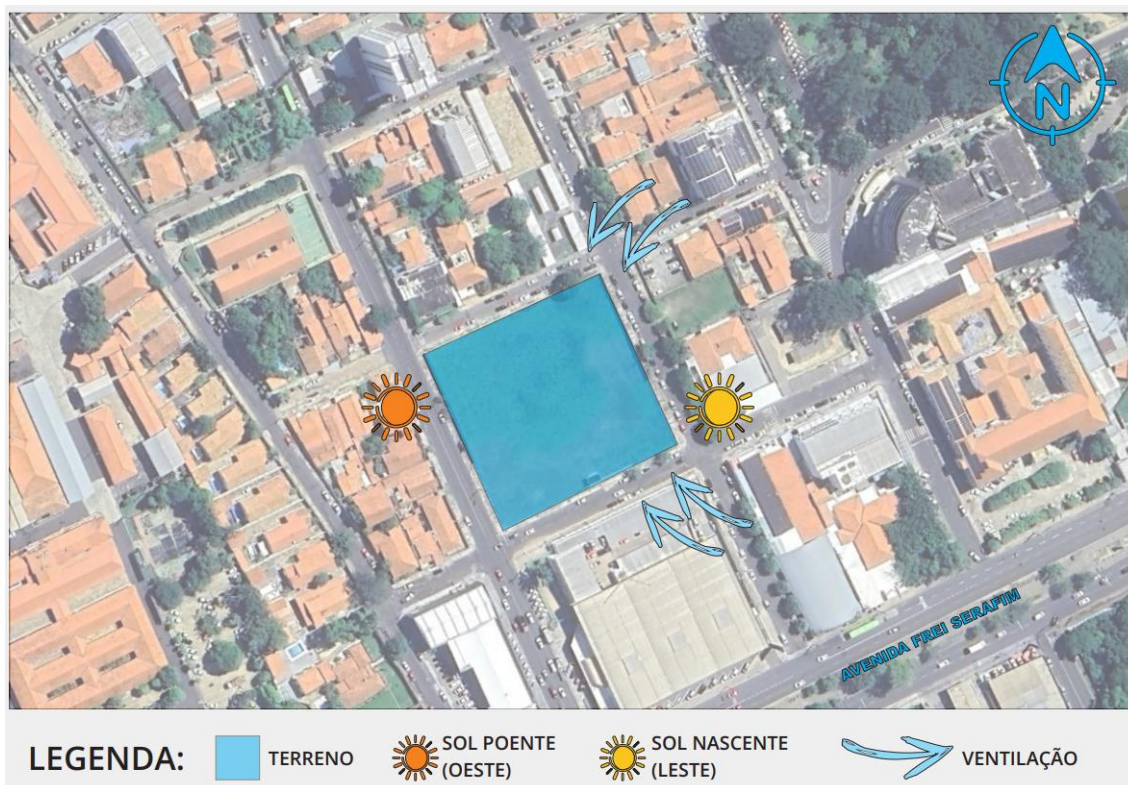 N
AVENIDA FREI SERAFIM
LEGENDA:
TERRENO
SOL POENTE
(OESTE)
SOL NASCENTE
(LESTE)
VENTILAÇÃO